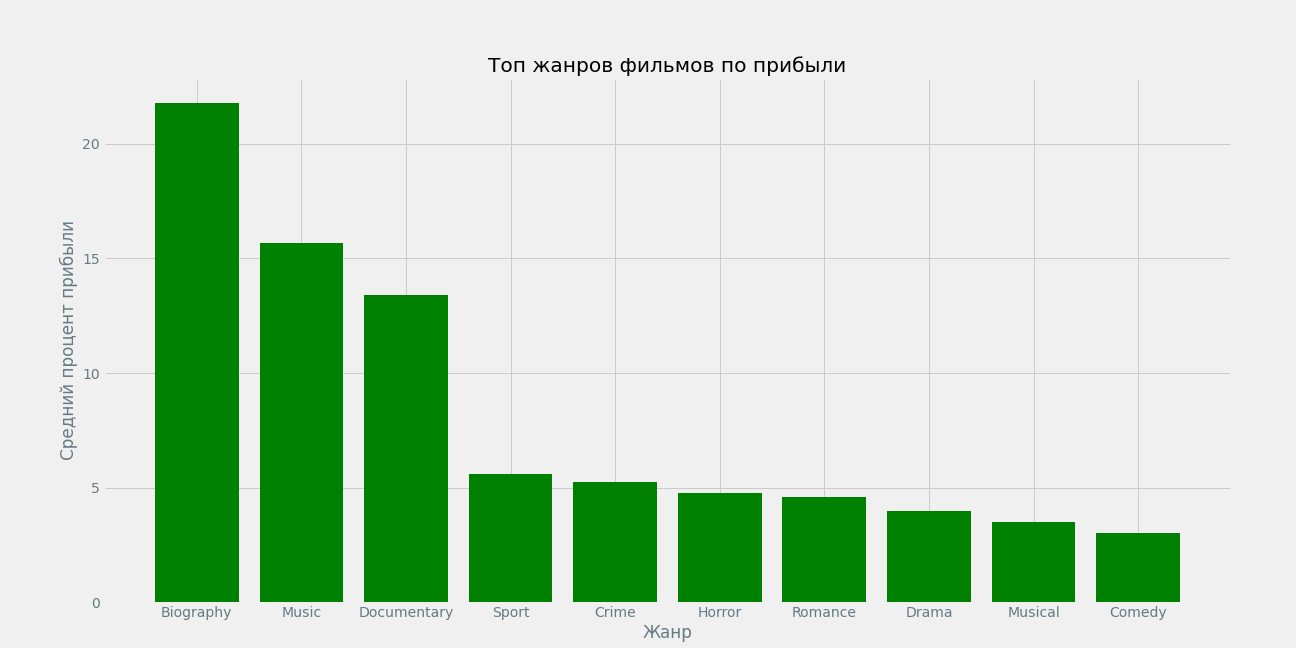 Топ жанров фильмов по прибыли
Средний процент прибыли
20
15
10
5
0
Biography Music Documentary Sport Crime Horror Romance Drama Musical Comedy
Жанр